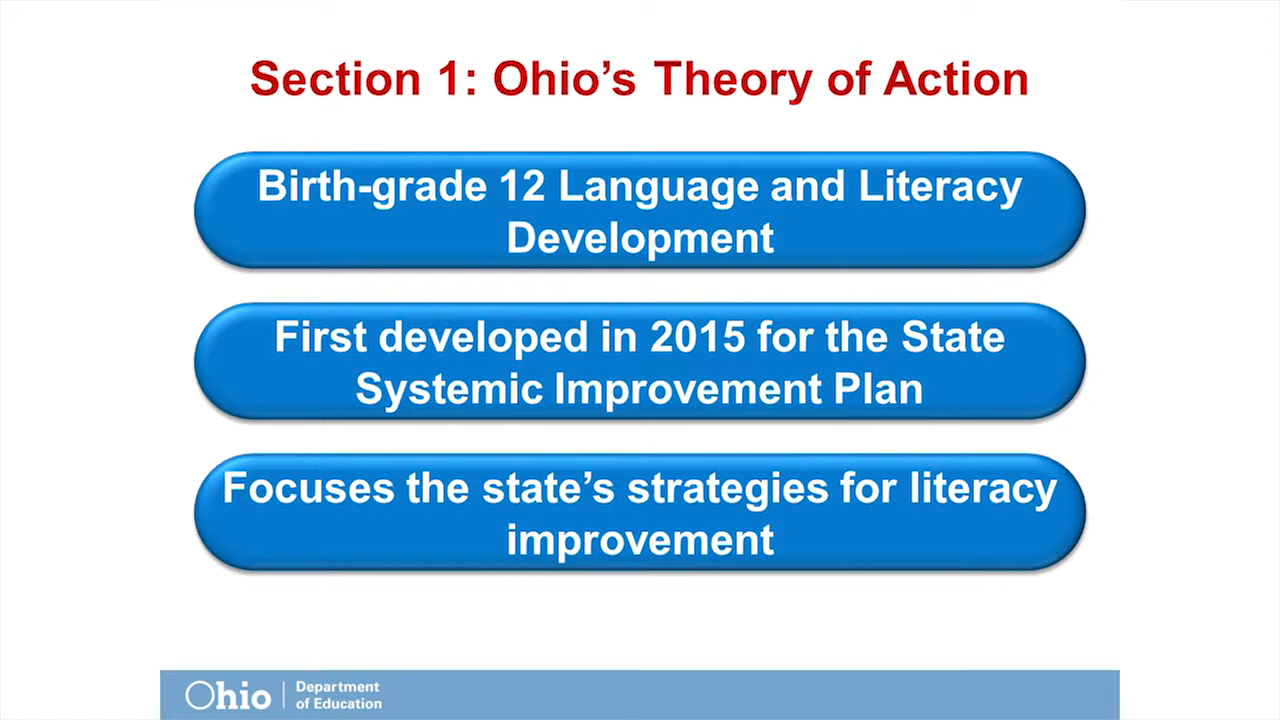 Section 1: Ohio’s Theory of Action
Birth-grade 12 Language and Literacy
Development
First developed in 2015 for the State
Systemic Improvement Plan
Focuses the state’s strategies for literacy
improvement
Ohio
Department
of Education